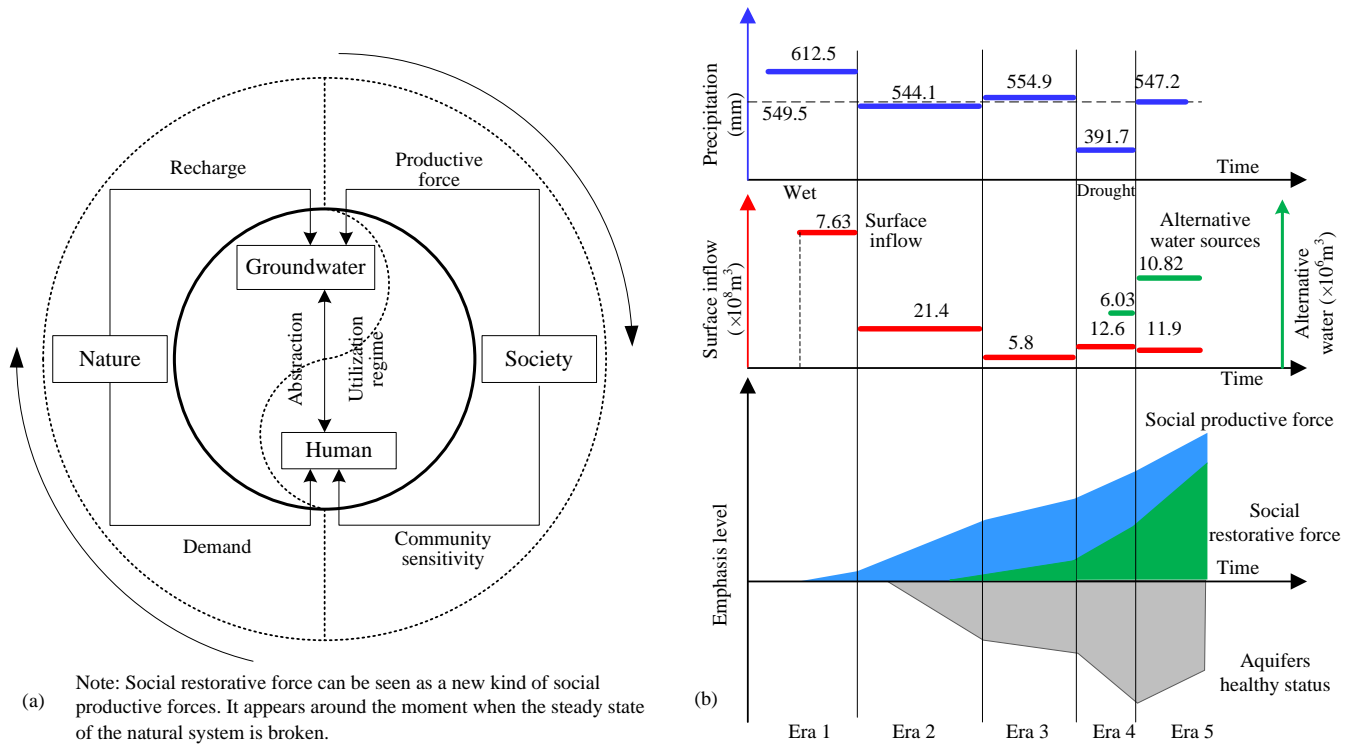 Recharge
Productive
force
Groundwater
Nature
Abstraction
Utilization
regime
Society
Human
Demand
Community
sensitivity
(a)
Note: Social restorative force can be seen as a new kind of social
productive forces. It appears around the moment when the steady state
of the natural system is broken.
Precipitation
(mm)
612.5
549.5
544.1
554.9
391.7
547.2
Time
Wet
Drought
Surface inflow
(×10⁸m³)
7.63
Surface
inflow
21.4
5.8
12.6
11.9
6.03
10.82
Alternative
water sources
Alternative
water (×10⁶m³)
Time
Emphasis level
Social productive force
Social
restorative force
Time
Aquifers
healthy status
(b)
Era 1
Era 2
Era 3
Era 4
Era 5